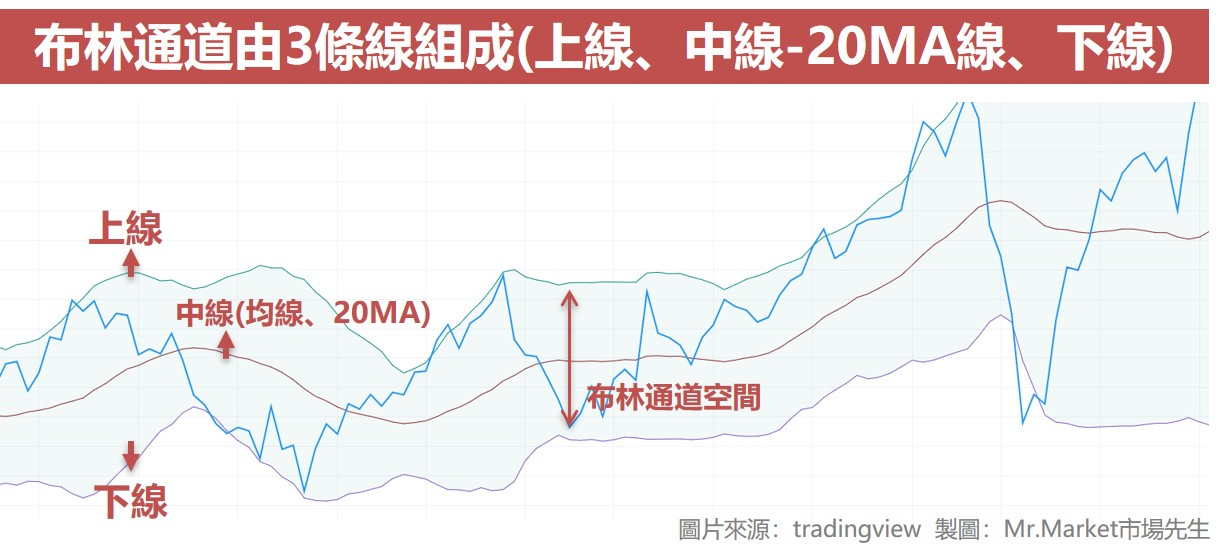 布林通道由3條線組成(上線、中線-20MA線、下線)
上線
中線(均線、20MA)
布林通道空間
下線
圖片來源：tradingview 製圖：Mr.Market市場先生